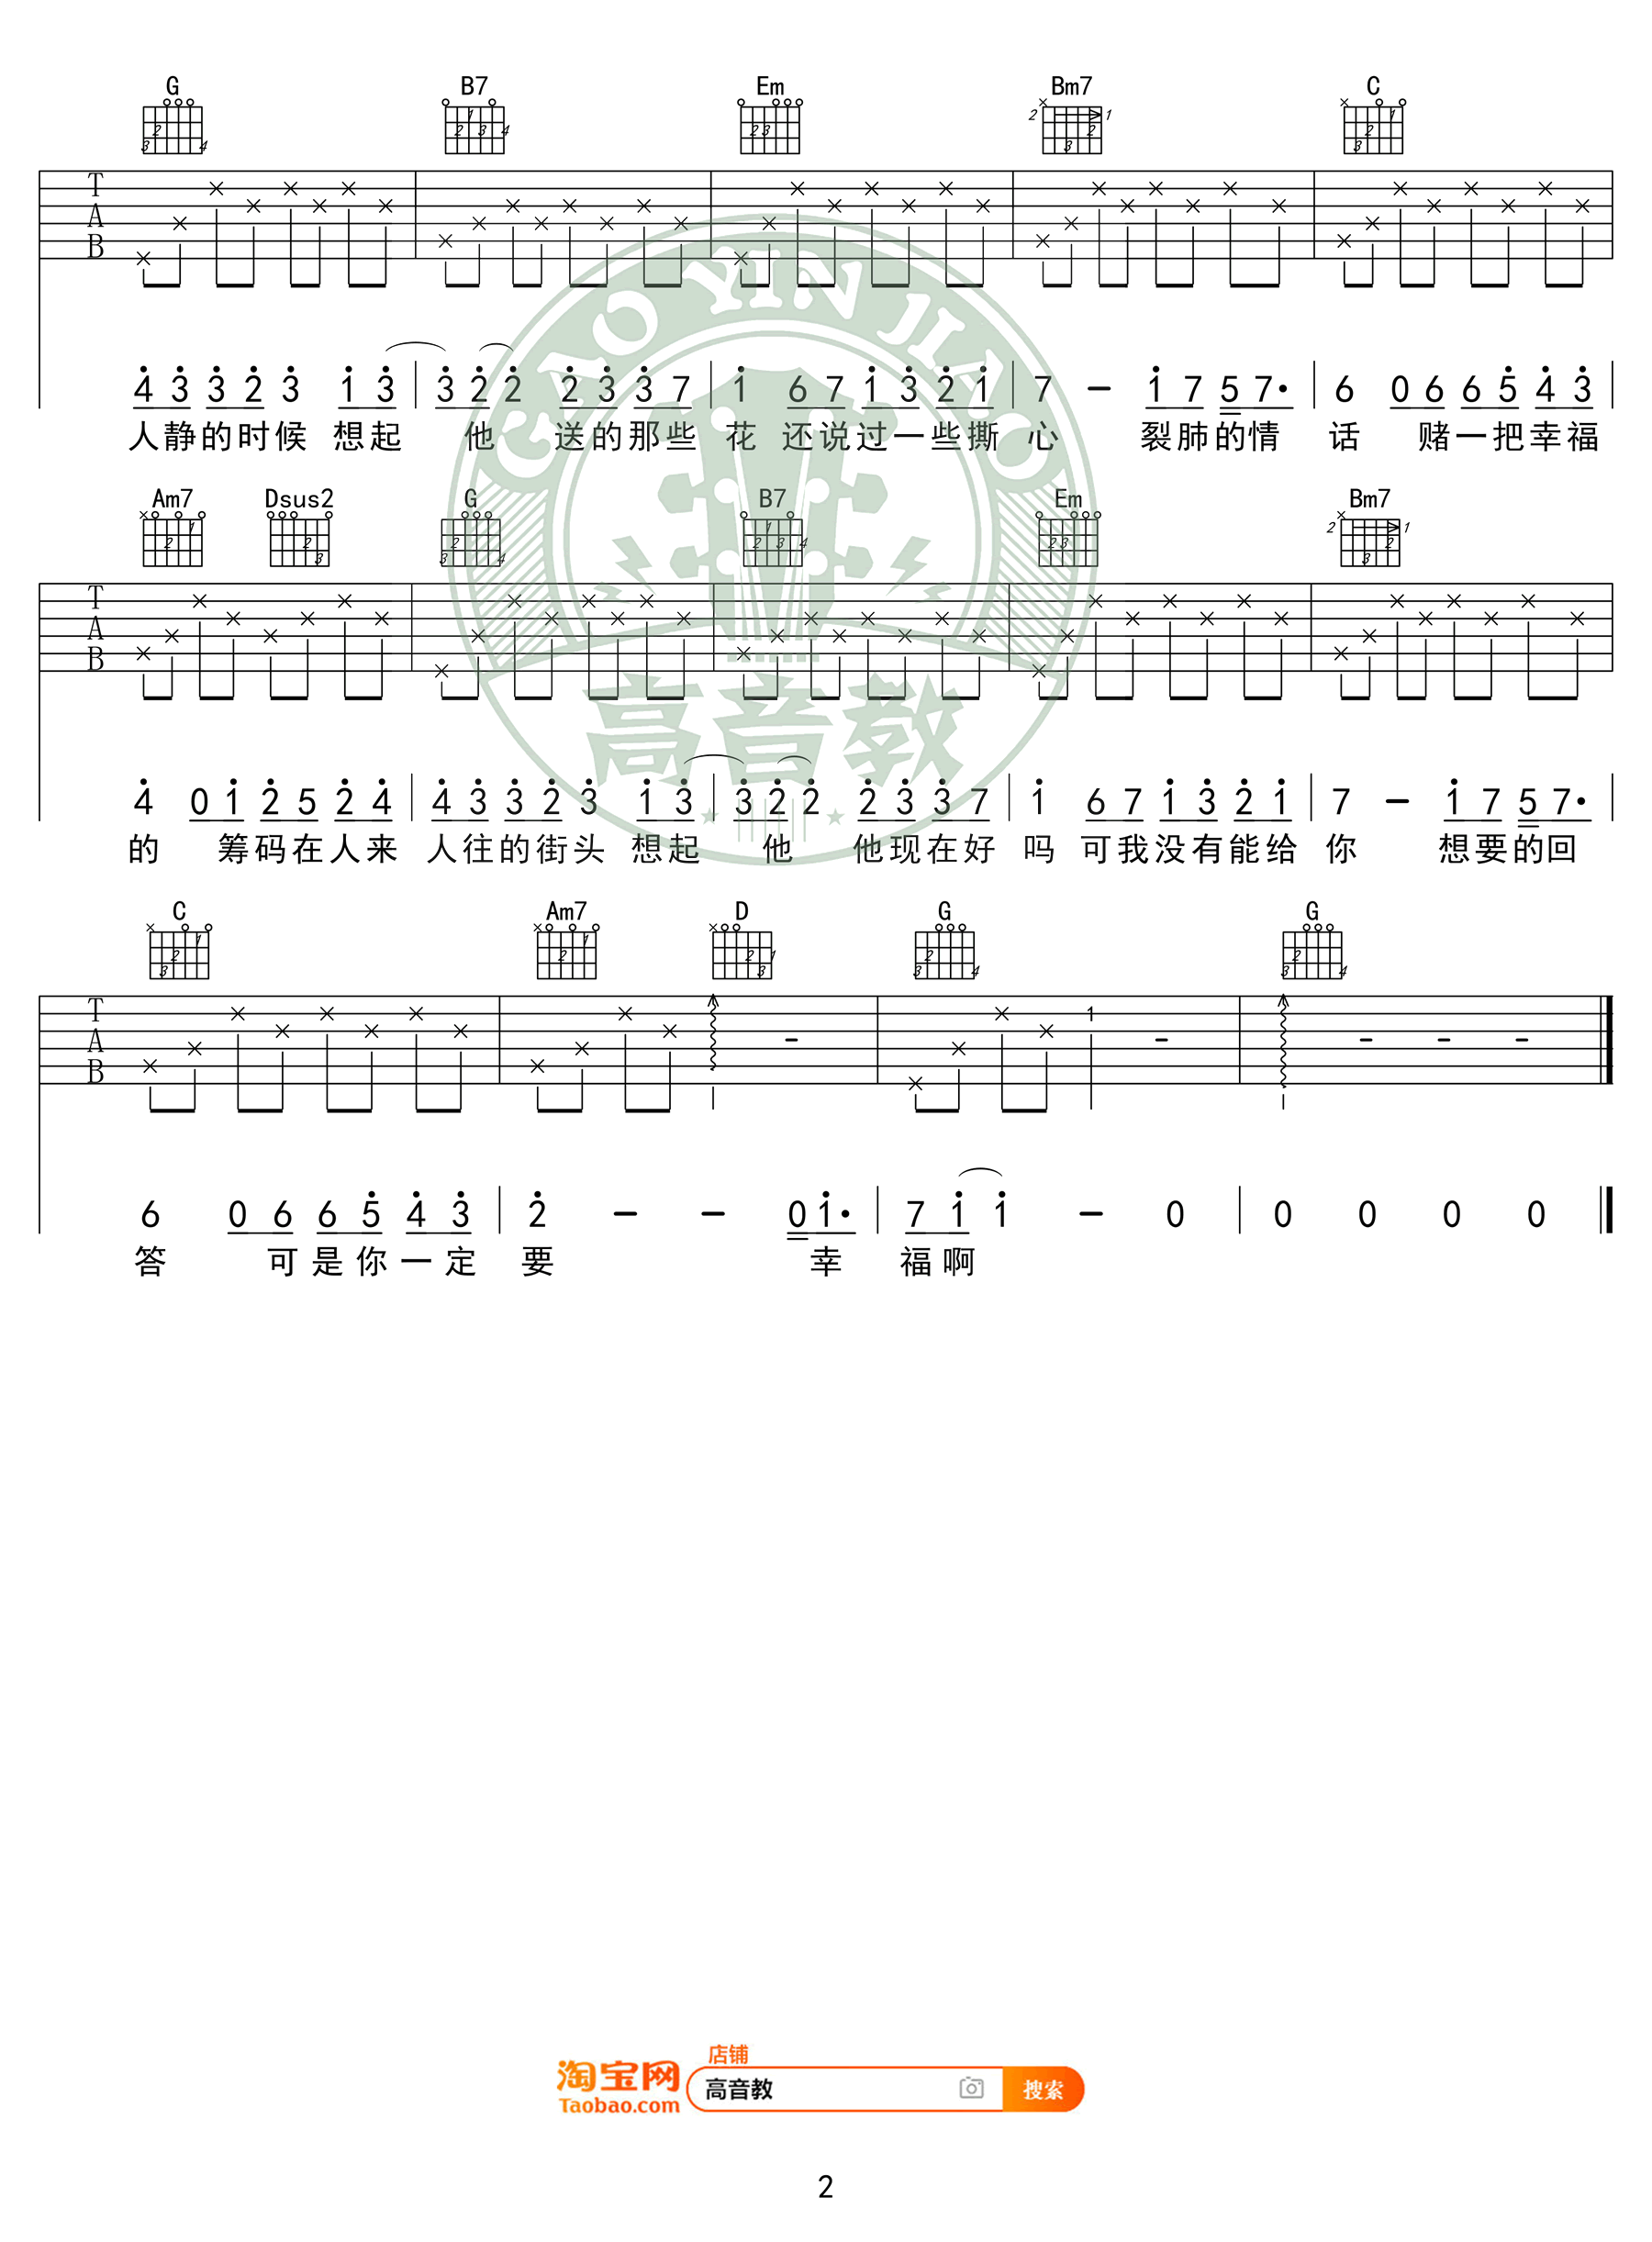 G B7 Em Bm7 C
T
A
B
4 3 3 2 3 1 3 | 3 2 2 2 3 3 7 | 1 6 7 1 3 2 1 | 7 - 1 7 5 7· | 6 0 6 6 5 4 3 |
人静的时候 想起 他 送的那些 花 还说过一些撕 心 裂肺的情 话 赌一把幸福
Am7 Dsus2 G B7 Em Bm7
T
A
B
4 0 1 2 5 2 4 | 4 3 3 2 3 1 3 | 3 2 2 2 3 3 7 | 1 6 7 1 3 2 1 | 7 - 1 7 5 7· |
的 筹码在人来 人往的街头 想起 他 他现在好 吗 可我没有能给 你 想要的回
C Am7 D G G
T
A
B
6 0 6 6 5 4 3 | 2 - - 0 1· | 7 1 1 - 0 | 0 0 0 0
答 可是你一定 要 幸 福啊
GAO YIN JIAO
高音教
店铺
淘宝网
Taobao.com
高音教
搜索
2